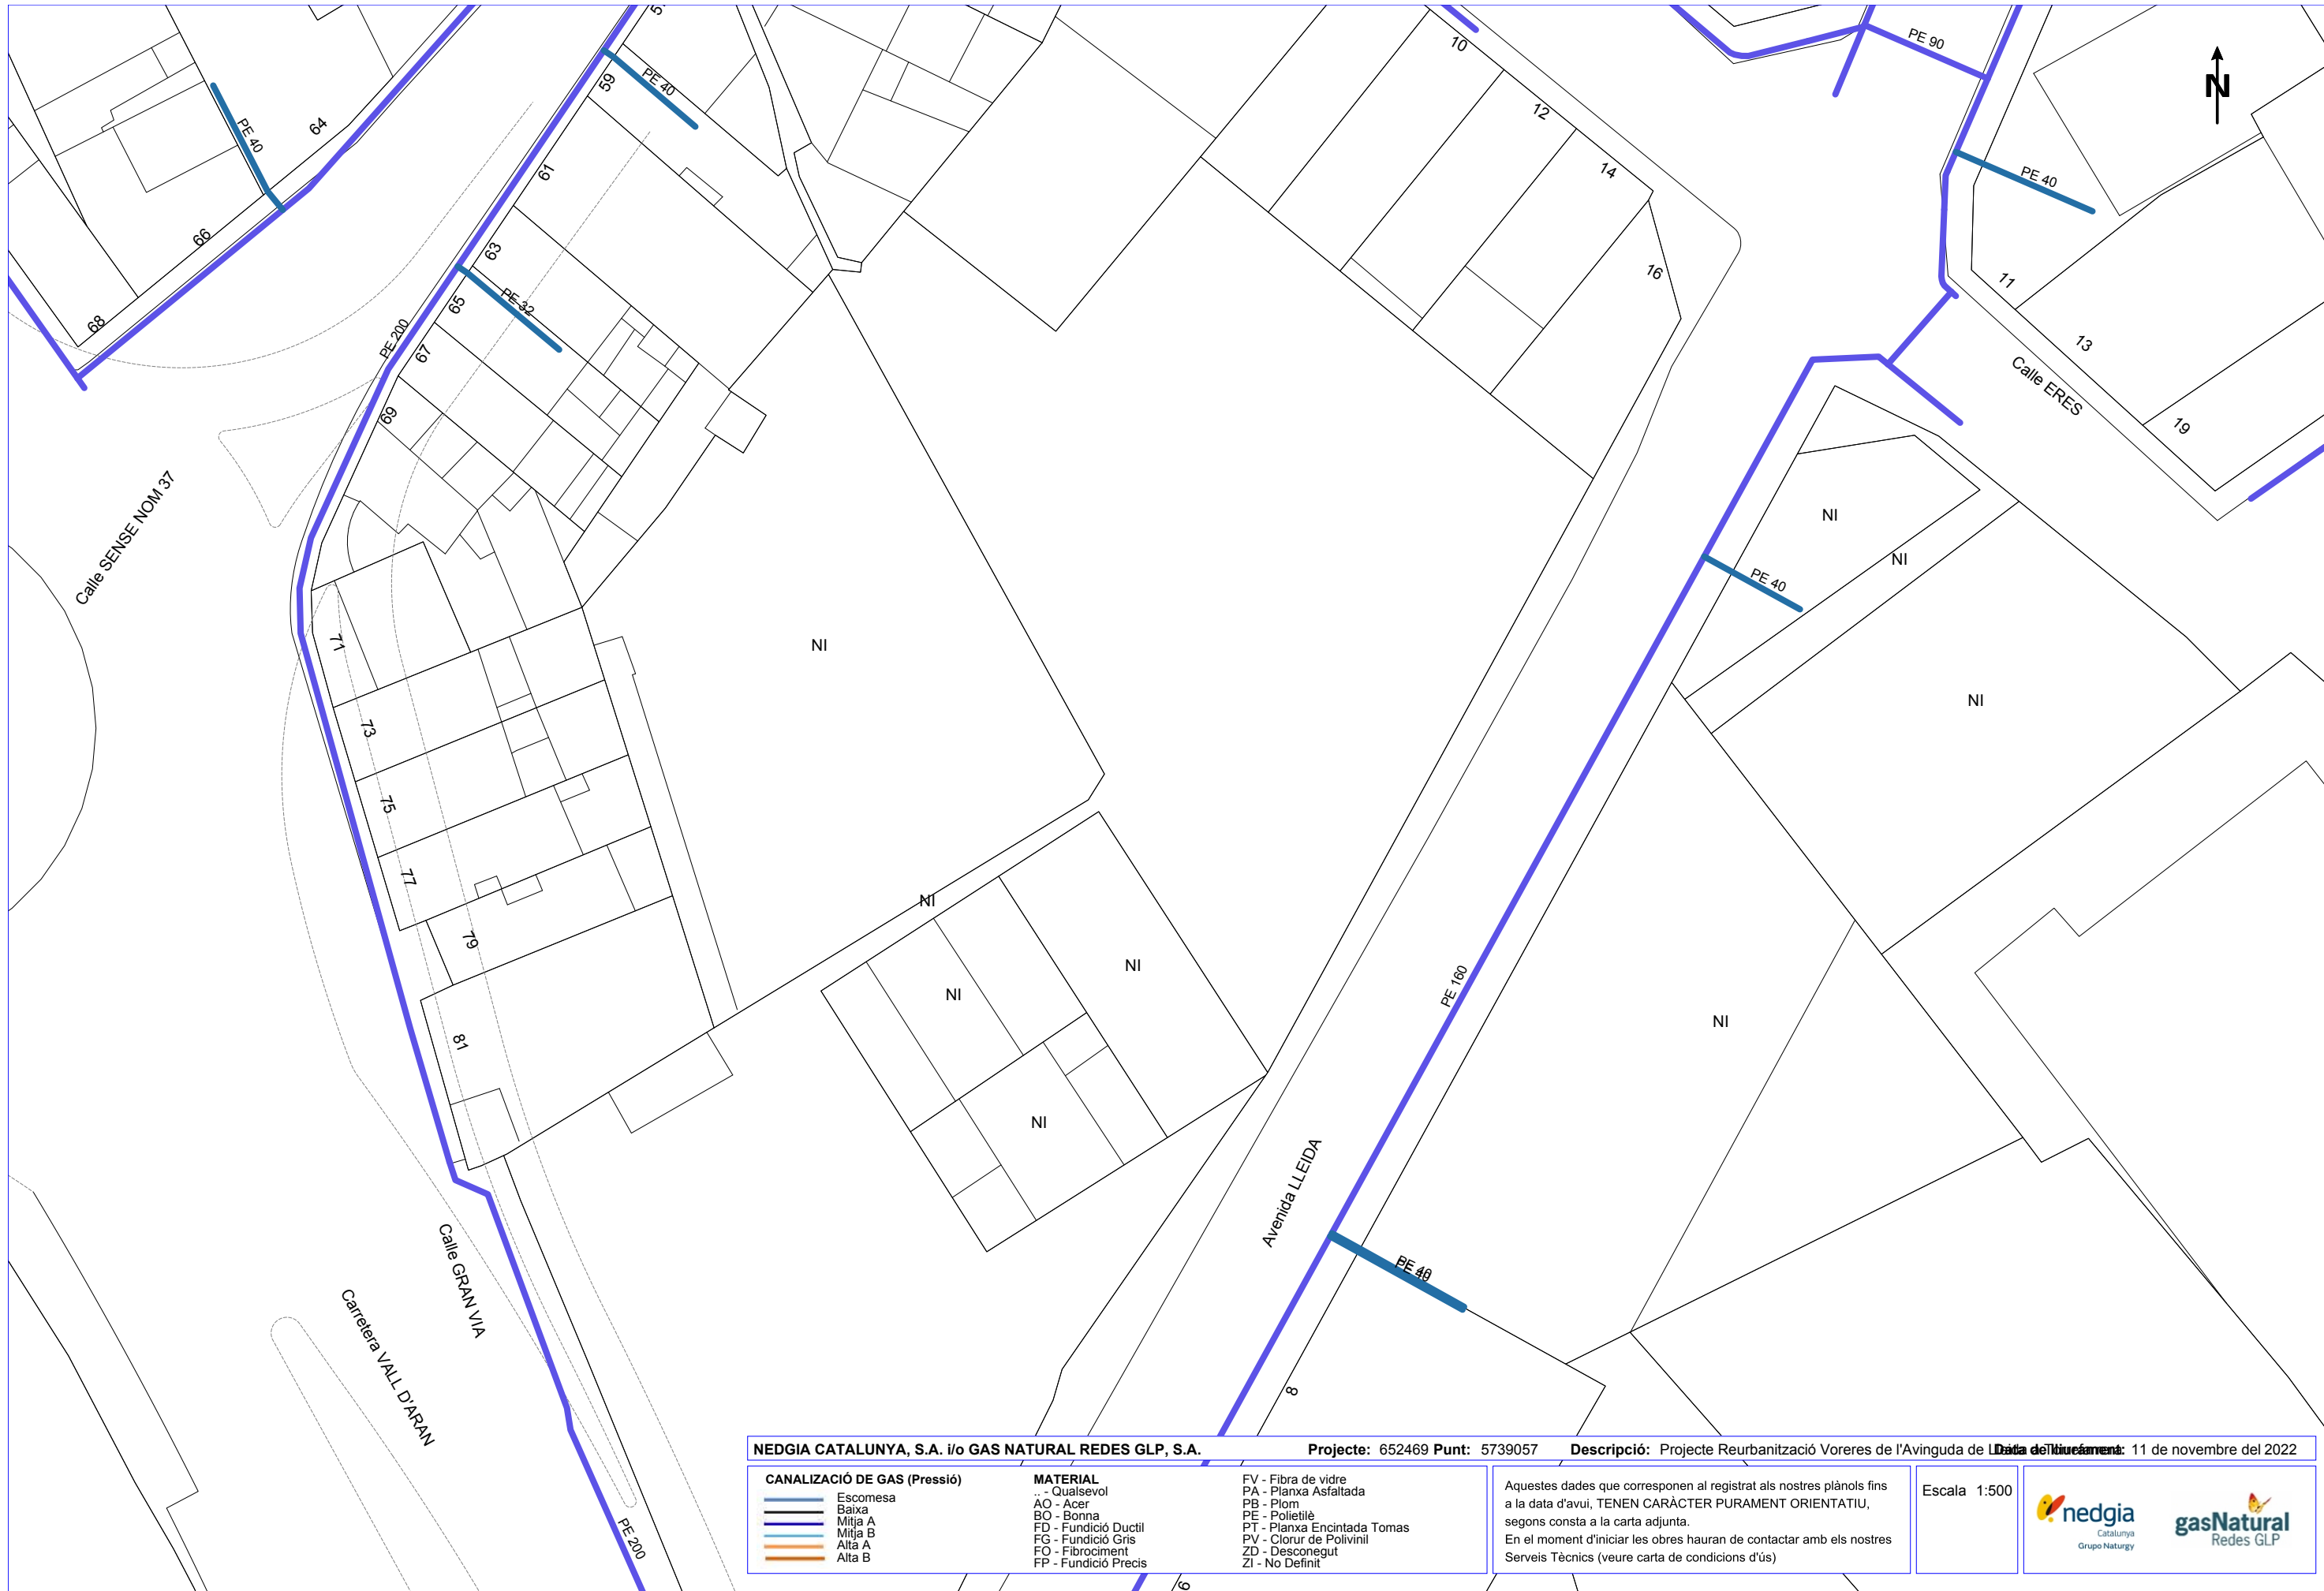 10
12
14
16
PE 90
N
PE 40
PE 40
PE 40
59
61
63
65
67
69
64
66
68
PE 32
PE 200
11
13
19
Calle ERES
Calle SENSE NOM 37
NI
NI
NI
PE 40
NI
NI
71
73
75
77
79
81
NI
NI
NI
NI
NI
PE 160
Avenida LLEIDA
PE 40
PE 40
8
6
Calle GRAN VIA
Carretera VALL D'ARAN
PE 200
NEDGIA CATALUNYA, S.A. i/o GAS NATURAL REDES GLP, S.A. Projecte: 652469 Punt: 5739057 Descripció: Projecte Reurbanització Voreres de l'Avinguda de 11 de novembre del 2022
CANALIZACIÓ DE GAS (Pressió)
Escomesa
Baixa
Mitja A
Mitja B
Alta A
Alta B
MATERIAL
.. - Qualsevol
AO - Acer
BO - Bonna
FD - Fundició Ductil
FG - Fundició Gris
FO - Fibrociment
FP - Fundició Precis
FV - Fibra de vidre
PA - Planxa Asfaltada
PB - Plom
PE - Polietilè
PT - Planxa Encintada Tomas
PV - Clorur de Polivinil
ZD - Desconegut
ZI - No Definit
Aquestes dades que corresponen al registrat als nostres plànols fins
a la data d'avui, TENEN CARÀCTER PURAMENT ORIENTATIU,
segons consta a la carta adjunta.
En el moment d'iniciar les obres hauran de contactar amb els nostres
Serveis Tècnics (veure carta de condicions d'ús)
Escala 1:500
nedgia
Catalunya
Grupo Naturgy
gasNatural
Redes GLP